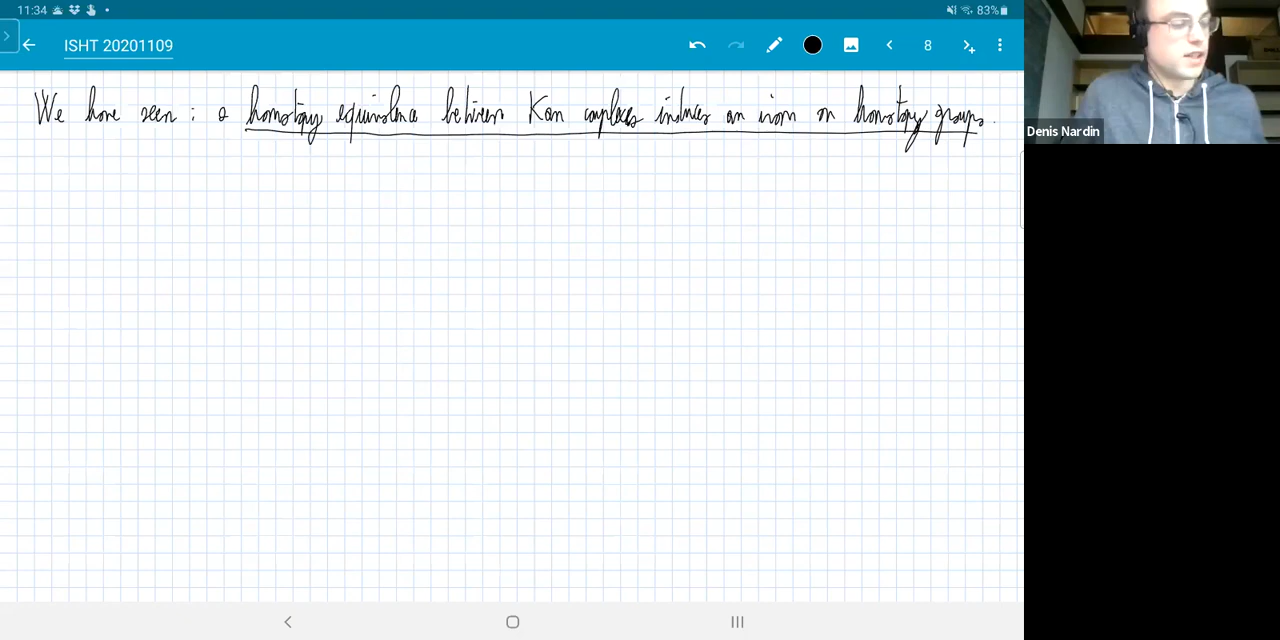 11:34
83%
ISHT 20201109
8
We have seen: a homotopy equivalence between Kan complexes induces an isom on homotopy groups.
Denis Nardin